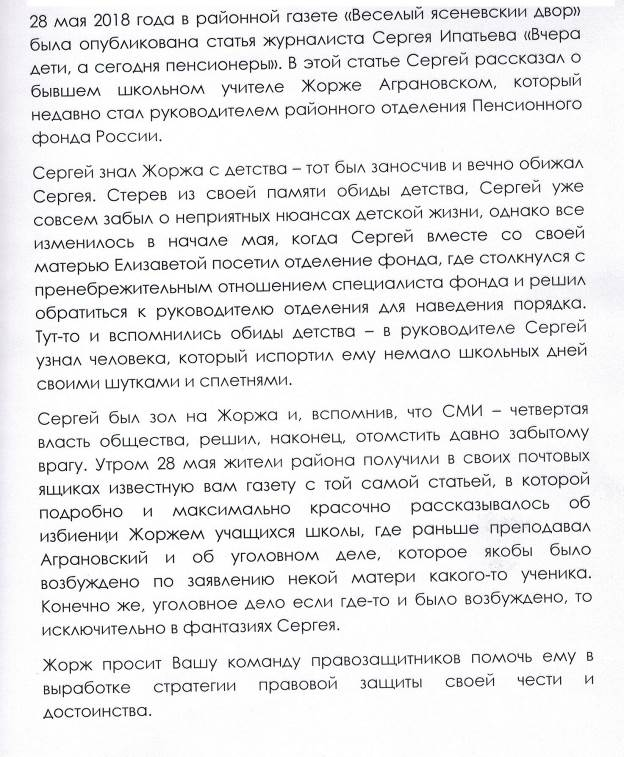 28 мая 2018 года в районной газете «Веселый ясеневский двор»
была опубликована статья журналиста Сергея Ипатьева «Вчера
дети, а сегодня пенсионеры». В этой статье Сергей рассказал о
бывшем школьном учителе Жорже Аграновском, который
недавно стал руководителем районного отделения Пенсионного
фонда России.
Сергей знал Жоржа с детства – тот был заносчив и вечно обижал
Сергея. Стерев из своей памяти обиды детства, Сергей уже
совсем забыл о неприятных нюансах детской жизни, однако все
изменилось в начале мая, когда Сергей вместе со своей
матерью Елизаветой посетил отделение фонда, где столкнулся с
пренебрежительным отношением специалиста фонда и решил
обратиться к руководителю отделения для наведения порядка.
Тут-то и вспомнились обиды детства – в руководителе Сергей
узнал человека, который испортил ему немало школьных дней
своими шутками и сплетнями.
Сергей был зол на Жоржа и, вспомнив, что СМИ – четвертая
власть общества, решил, наконец, отомстить давно забытому
врагу. Утром 28 мая жители района получили в своих почтовых
ящиках известную вам газету с той самой статьей, в которой
подробно и максимально красочно рассказывалось об
избиении Жоржем учащихся школы, где раньше преподавал
Аграновский и об уголовном деле, которое якобы было
возбуждено по заявлению некой матери какого-то ученика.
Конечно же, уголовное дело если где-то и было возбуждено, то
исключительно в фантазиях Сергея.
Жорж просит Вашу команду правозащитников помочь ему в
выработке стратегии правовой защиты своей чести и
достоинства.